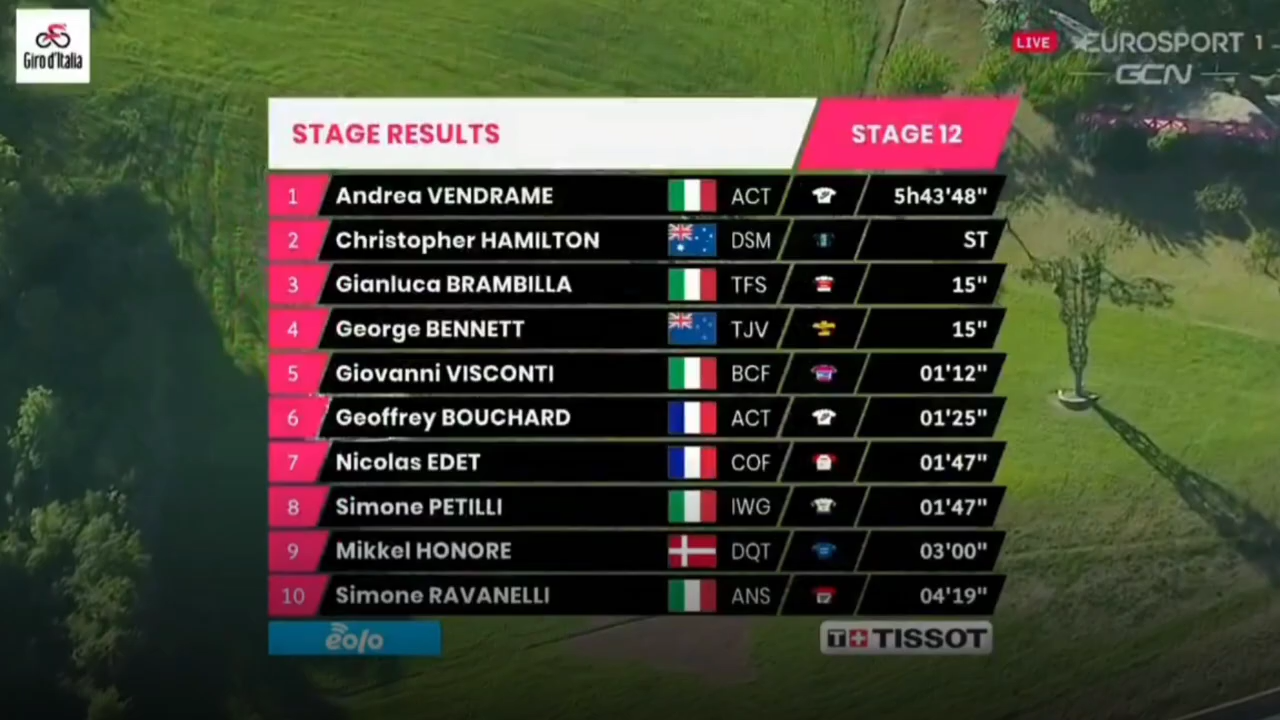 Giro d'Italia
LIVE EUROSPORT 1
GCN
STAGE RESULTS STAGE 12
1 Andrea VENDRAME ACT 5h43'48"
2 Christopher HAMILTON DSM ST
3 Gianluca BRAMBILLA TFS 15"
4 George BENNETT TJV 15"
5 Giovanni VISCONTI BCF 01'12"
6 Geoffrey BOUCHARD ACT 01'25"
7 Nicolas EDET COF 01'47"
8 Simone PETILLI IWG 01'47"
9 Mikkel HONORE DQT 03'00"
10 Simone RAVANELLI ANS 04'19"
eolo T+ TISSOT